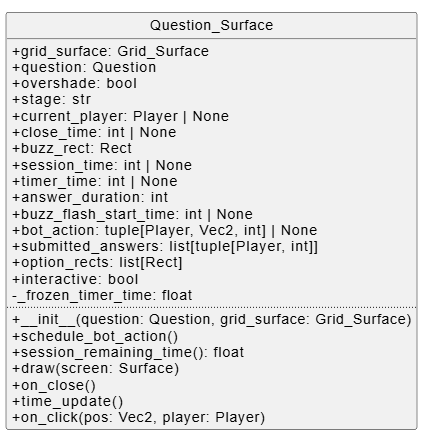 Question_Surface
+grid_surface: Grid_Surface
+question: Question
+overshade: bool
+stage: str
+current_player: Player | None
+close_time: int | None
+buzz_rect: Rect
+session_time: int | None
+timer_time: int | None
+answer_duration: int
+buzz_flash_start_time: int | None
+bot_action: tuple[Player, Vec2, int] | None
+submitted_answers: list[tuple[Player, int]]
+option_rects: list[Rect]
+interactive: bool
-_frozen_timer_time: float
+__init__(question: Question, grid_surface: Grid_Surface)
+schedule_bot_action()
+session_remaining_time(): float
+draw(screen: Surface)
+on_close()
+time_update()
+on_click(pos: Vec2, player: Player)